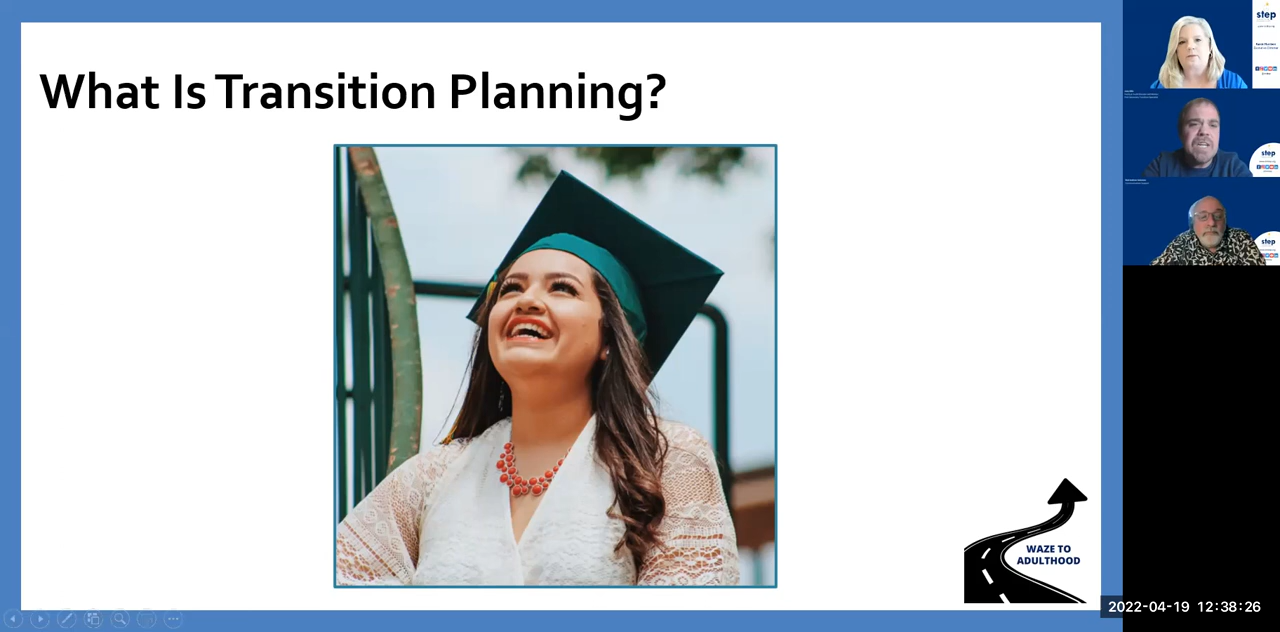 What Is Transition Planning?
WAZE TO
ADULTHOOD
2022-04-19 12:38:26
step
step
step